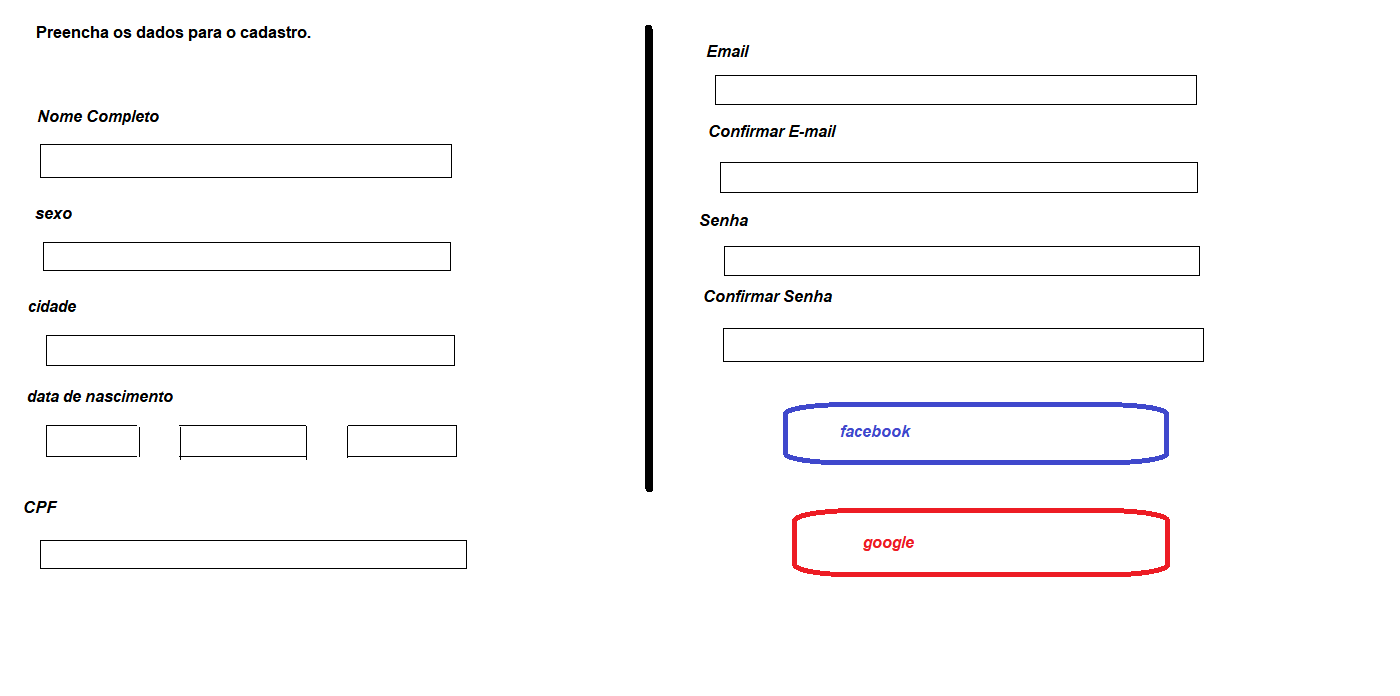 Preencha os dados para o cadastro.
Nome Completo
sexo
cidade
data de nascimento
CPF
Email
Confirmar E-mail
Senha
Confirmar Senha
facebook
google